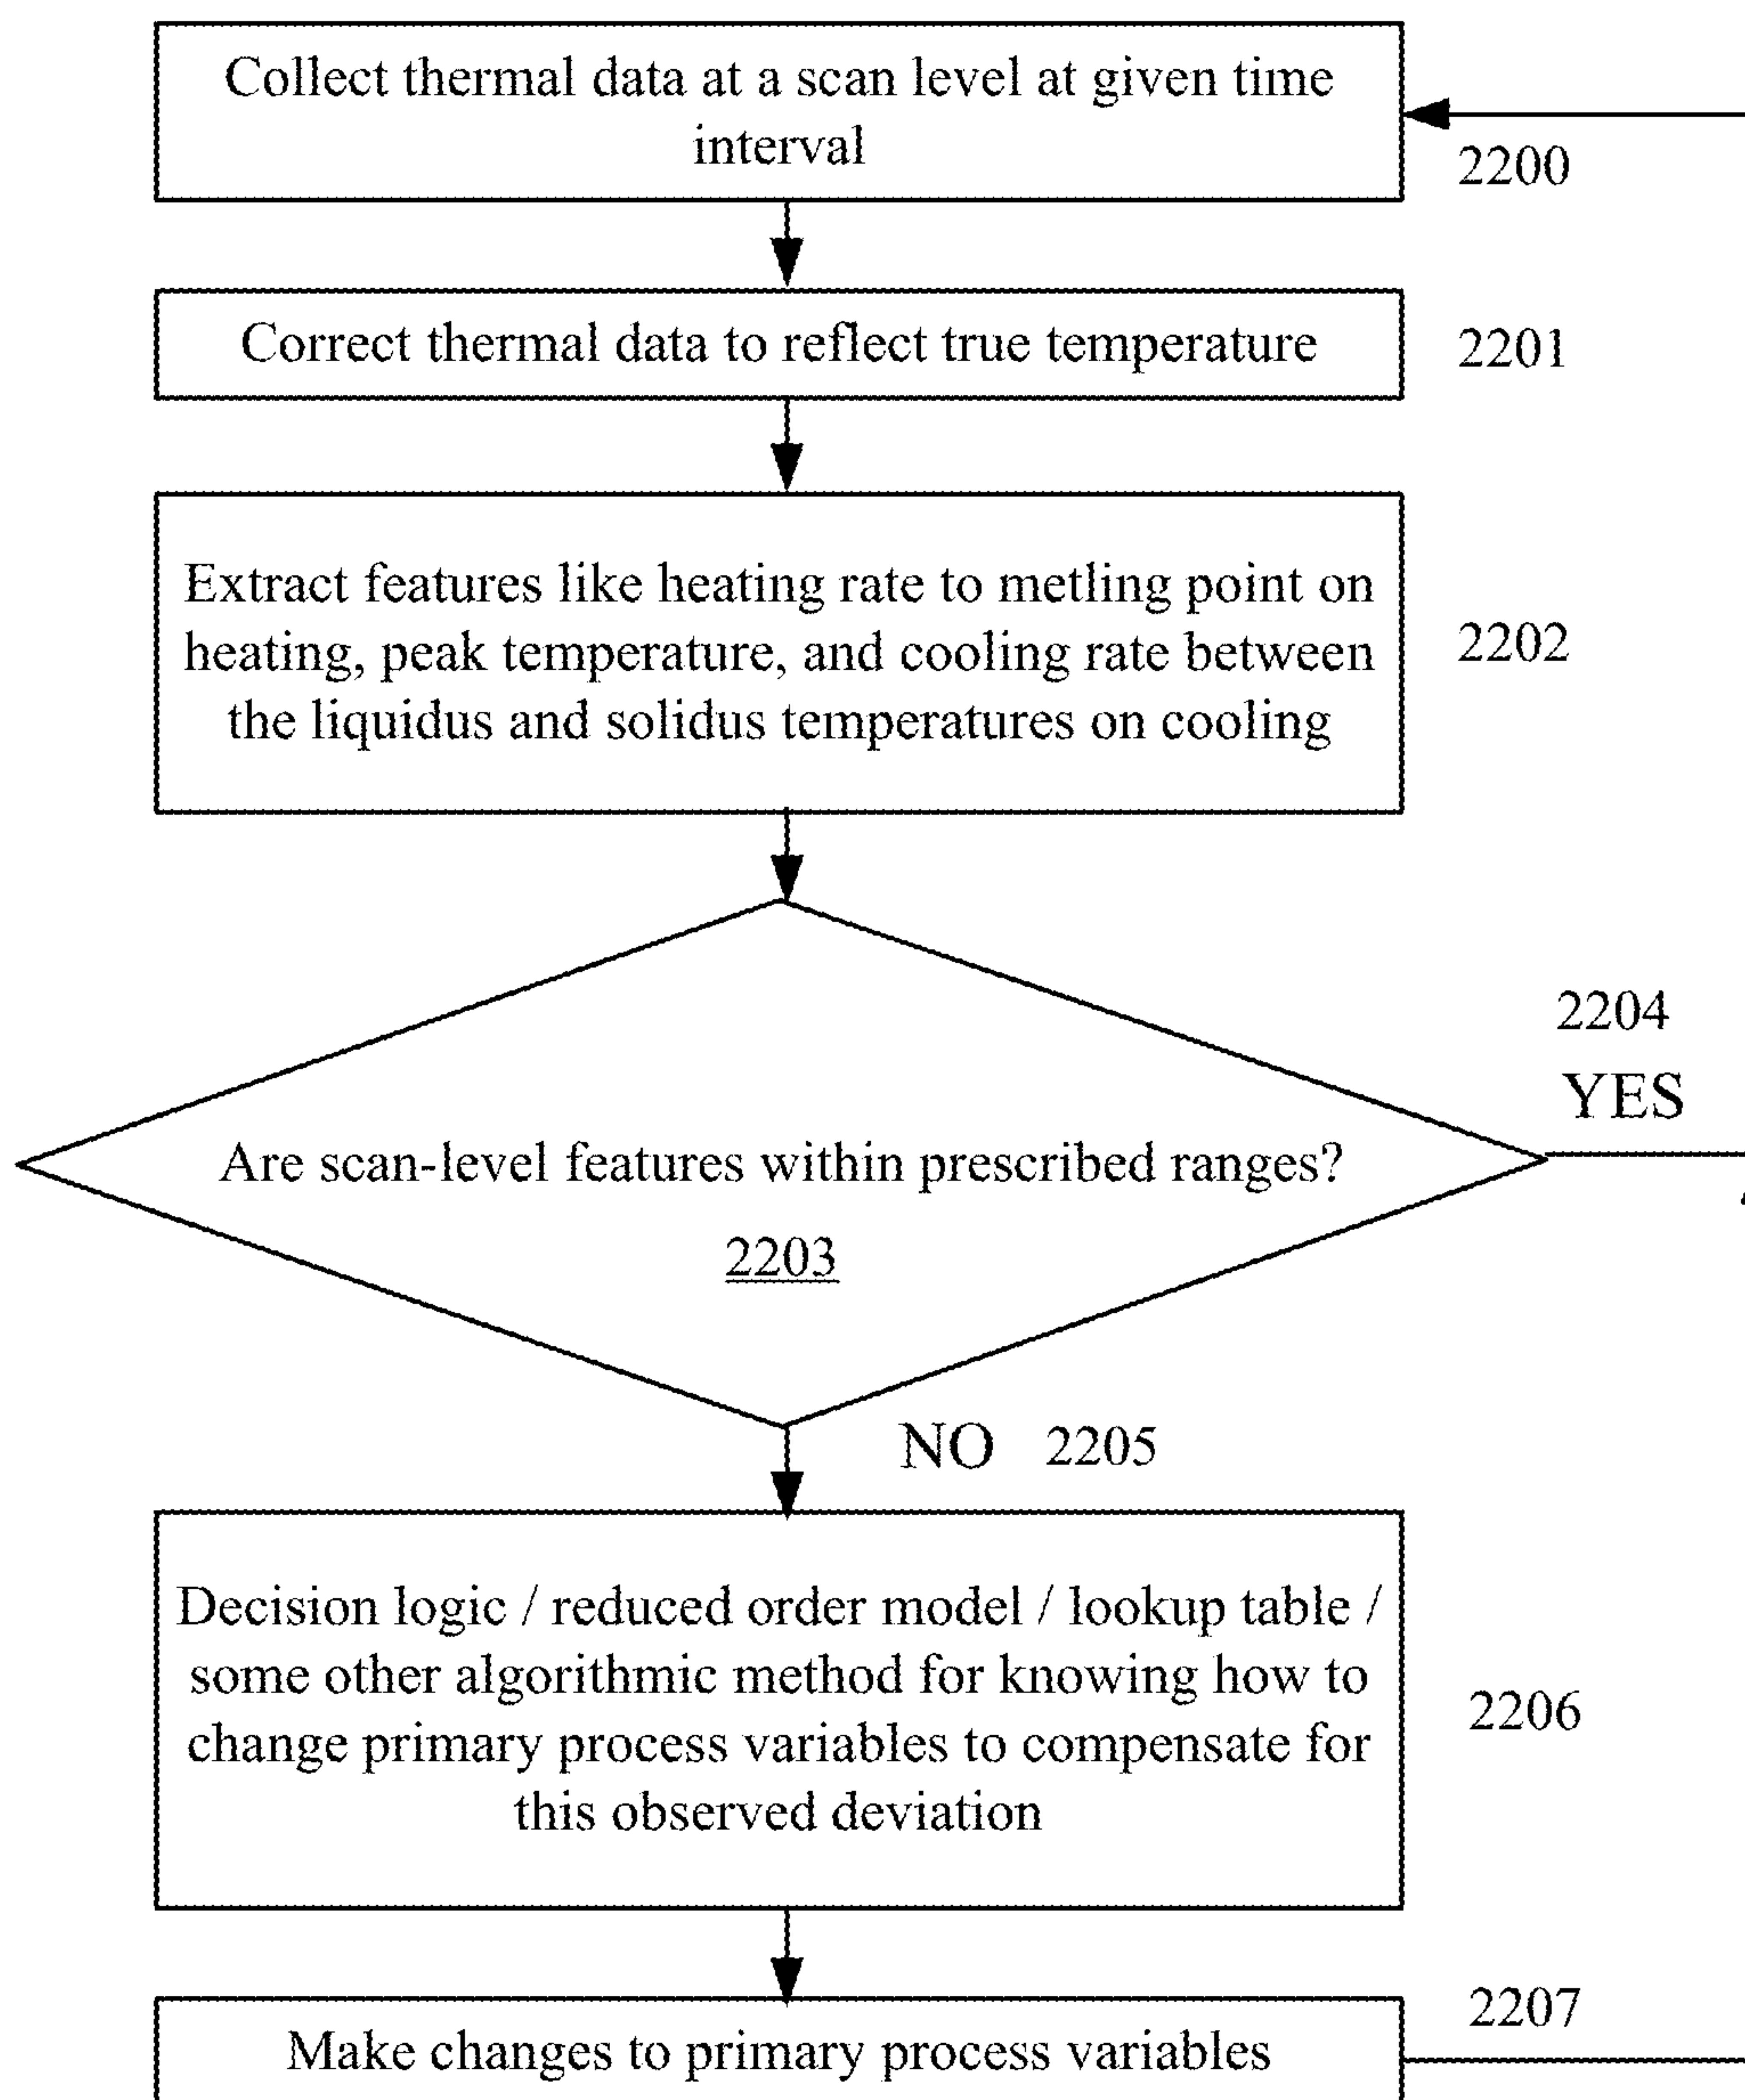 Collect thermal data at a scan level at given time
interval
2200
Correct thermal data to reflect true temperature
2201
Extract features like heating rate to metling point on
heating, peak temperature, and cooling rate between
the liquidus and solidus temperatures on cooling
2202
2204
YES
Are scan-level features within prescribed ranges?
2203
NO 2205
Decision logic / reduced order model / lookup table /
some other algorithmic method for knowing how to
change primary process variables to compensate for
this observed deviation
2206
2207
Make changes to primary process variables